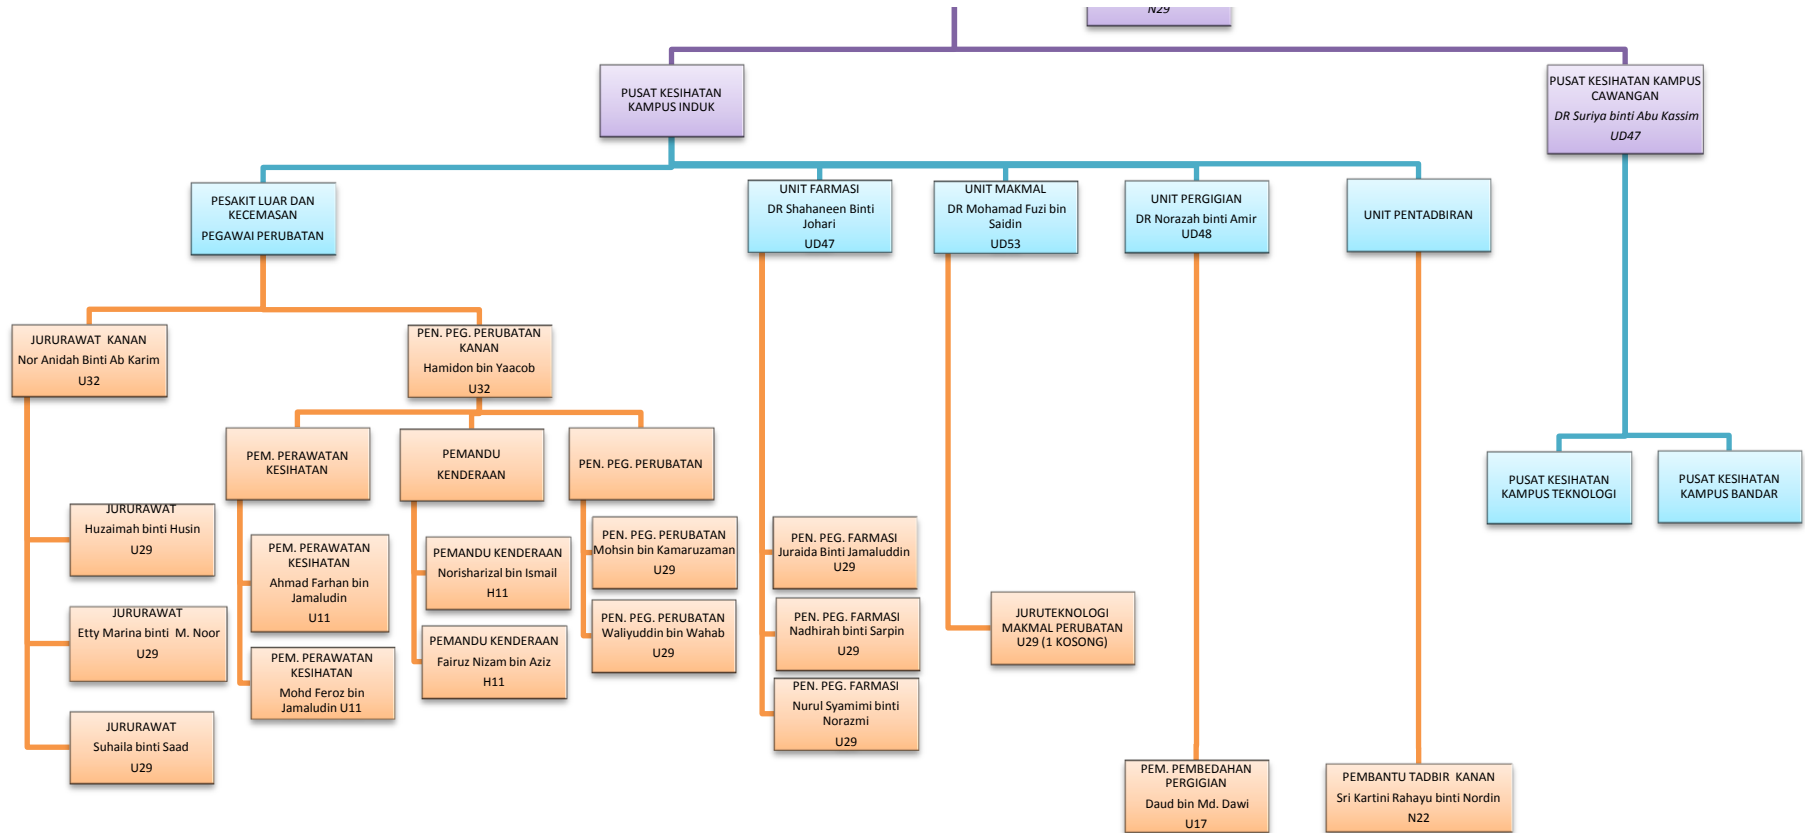 N29
PUSAT KESIHATAN
KAMPUS INDUK
PUSAT KESIHATAN KAMPUS
CAWANGAN
DR Suriya binti Abu Kassim
UD47
PESAKIT LUAR DAN
KECEMASAN
PEGAWAI PERUBATAN
UNIT FARMASI
DR Shahaneen Binti
Johari
UD47
UNIT MAKMAL
DR Mohamad Fuzi bin
Saidin
UD53
UNIT PERGIGIAN
DR Norazah binti Amir
UD48
UNIT PENTADBIRAN
JURURAWAT KANAN
Nor Anidah Binti Ab Karim
U32
PEN. PEG. PERUBATAN
KANAN
Hamidon bin Yaacob
U32
PEM. PERAWATAN
KESIHATAN
PEMANDU
KENDERAAN
PEN. PEG. PERUBATAN
PUSAT KESIHATAN
KAMPUS TEKNOLOGI
PUSAT KESIHATAN
KAMPUS BANDAR
JURURAWAT
Huzaimah binti Husin
U29
JURURAWAT
Etty Marina binti M. Noor
U29
JURURAWAT
Suhaila binti Saad
U29
PEM. PERAWATAN
KESIHATAN
Ahmad Farhan bin
Jamaludin
U11
PEM. PERAWATAN
KESIHATAN
Mohd Feroz bin
Jamaludin U11
PEMANDU KENDERAAN
Norisharizal bin Ismail
H11
PEMANDU KENDERAAN
Fairuz Nizam bin Aziz
H11
PEN. PEG. PERUBATAN
Mohsin bin Kamaruzaman
U29
PEN. PEG. PERUBATAN
Waliyuddin bin Wahab
U29
PEN. PEG. FARMASI
Juraida Binti Jamaluddin
U29
PEN. PEG. FARMASI
Nadhirah binti Sarpin
U29
PEN. PEG. FARMASI
Nurul Syamimi binti
Norazmi
U29
JURUTEKNOLOGI
MAKMAL PERUBATAN
U29 (1 KOSONG)
PEM. PEMBEDAHAN
PERGIGIAN
Daud bin Md. Dawi
U17
PEMBANTU TADBIR KANAN
Sri Kartini Rahayu binti Nordin
N22